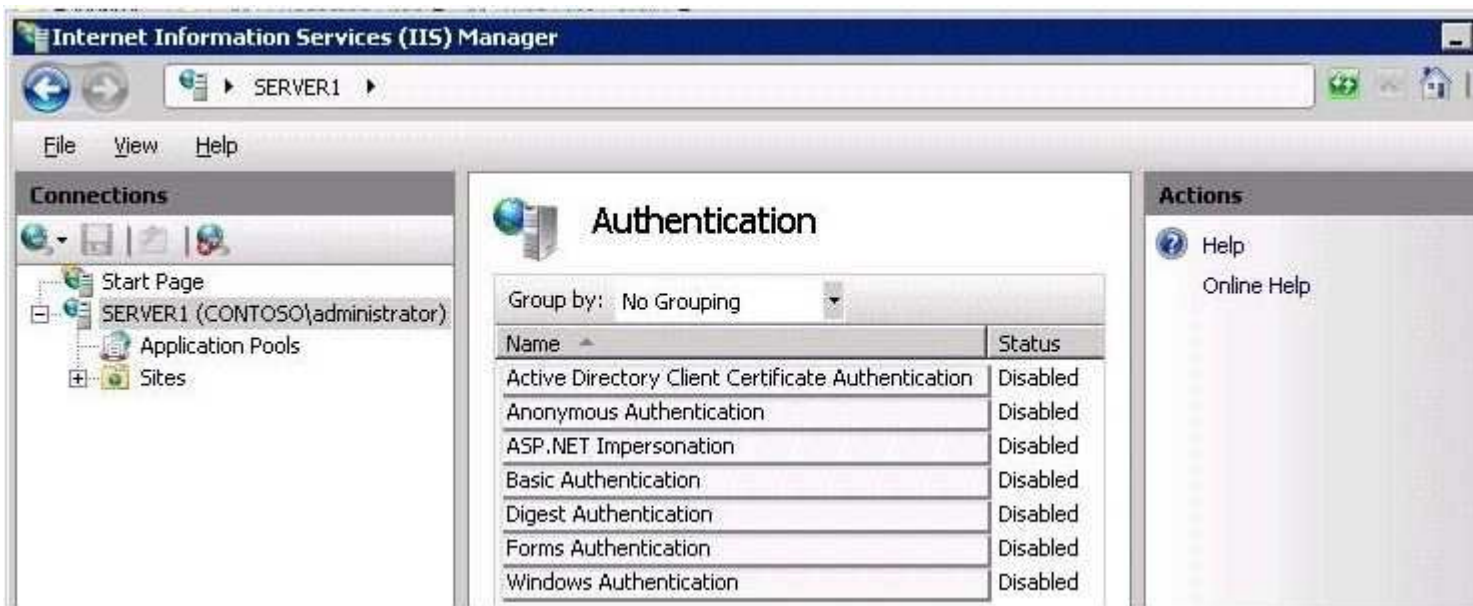 Internet Information Services (IIS) Manager
SERVER1
File View Help
Connections
Start Page
SERVER1 (CONTOSO\administrator)
Application Pools
Sites
Authentication
Group by: No Grouping
Name Status
Active Directory Client Certificate Authentication Disabled
Anonymous Authentication Disabled
ASP.NET Impersonation Disabled
Basic Authentication Disabled
Digest Authentication Disabled
Forms Authentication Disabled
Windows Authentication Disabled
Actions
Help
Online Help